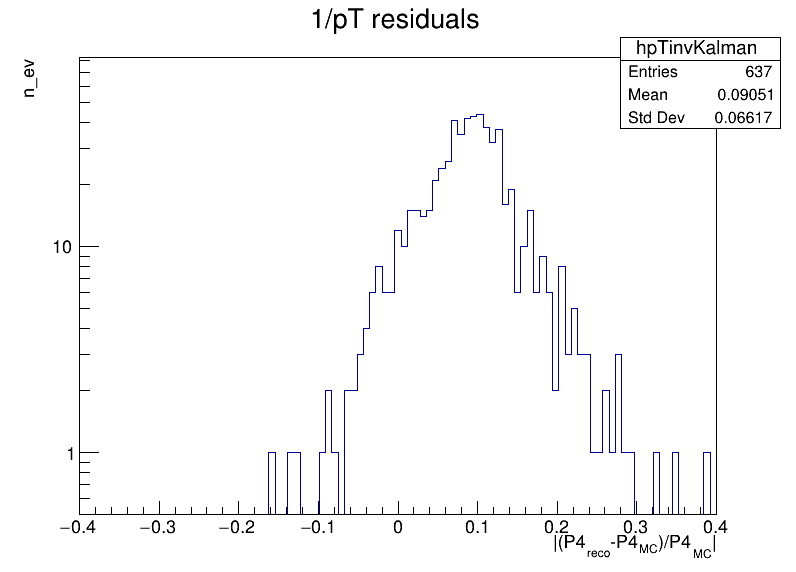 1/pT residuals
hpTinvKalman
Entries 637
Mean 0.09051
Std Dev 0.06617
n_ev
10
1
−0.4 −0.3 −0.2 −0.1 0 0.1 0.2 0.3 0.4
|(P4reco-P4MC)/P4MC|